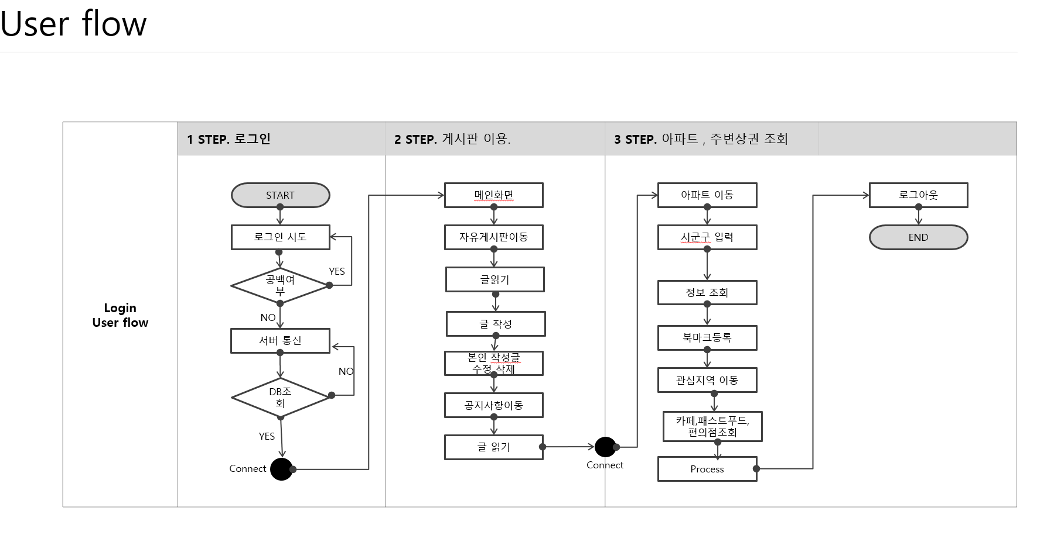 User flow
1 STEP. 로그인
2 STEP. 게시판 이용.
3 STEP. 아파트 , 주변상권 조회
Login
User flow
START
로그인 시도
YES
공백여
부
NO
서버 통신
NO
DB조
회
YES
Connect
메인화면
자유게시판이동
글읽기
글 작성
본인 작성글
수정 삭제
공지사항이동
글 읽기
Connect
아파트 이동
시군구 입력
정보 조회
북마크등록
관심지역 이동
카페,패스트푸드,
편의점조회
Process
로그아웃
END